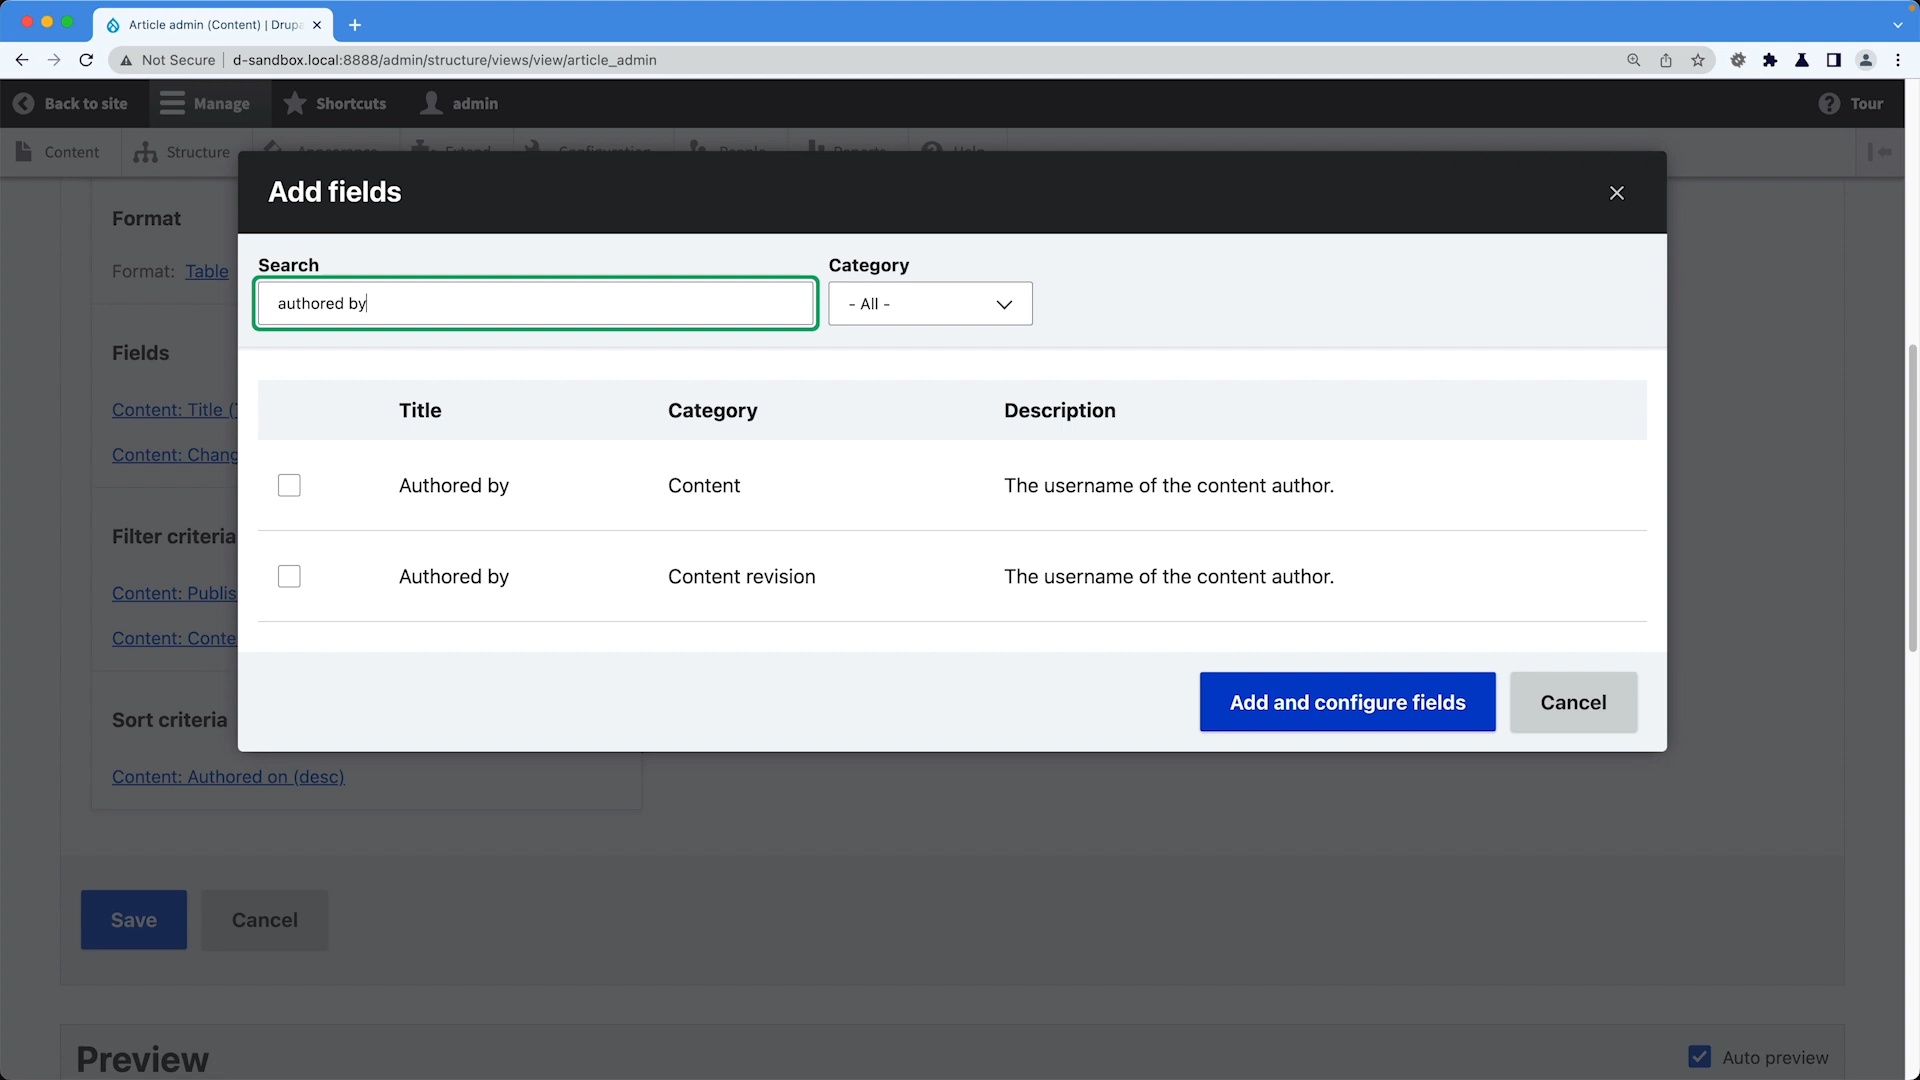 Article admin (Content) | Drupa
Not Secure
d-sandbox.local:8888/admin/structure/views/view/article_admin
Back to site
Manage
Shortcuts
admin
Tour
Content
Structure
Appearance
Extend
Configuration
People
Reports
Help
Add fields
Format
Format: Table
Search
Category
authored by
- All -
Fields
Content: Title (T
Content: Chang
Title
Category
Description
Authored by
Content
The username of the content author.
Filter criteria
Content: Publis
Content: Conte
Authored by
Content revision
The username of the content author.
Add and configure fields
Cancel
Sort criteria
Content: Authored on (desc)
Save
Cancel
Preview
Auto preview